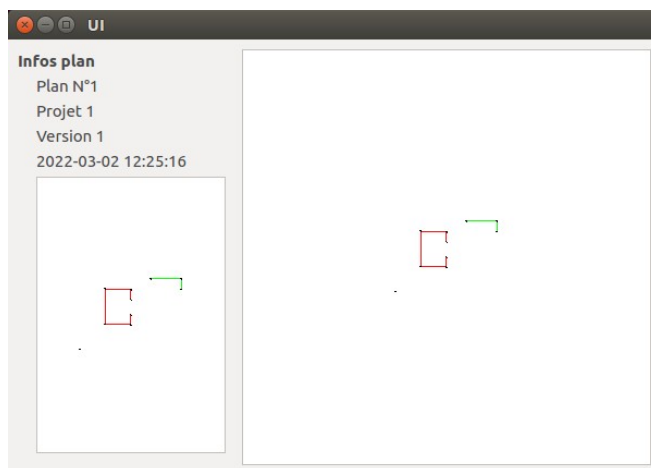 UI
Infos plan
Plan N°1
Projet 1
Version 1
2022-03-02 12:25:16